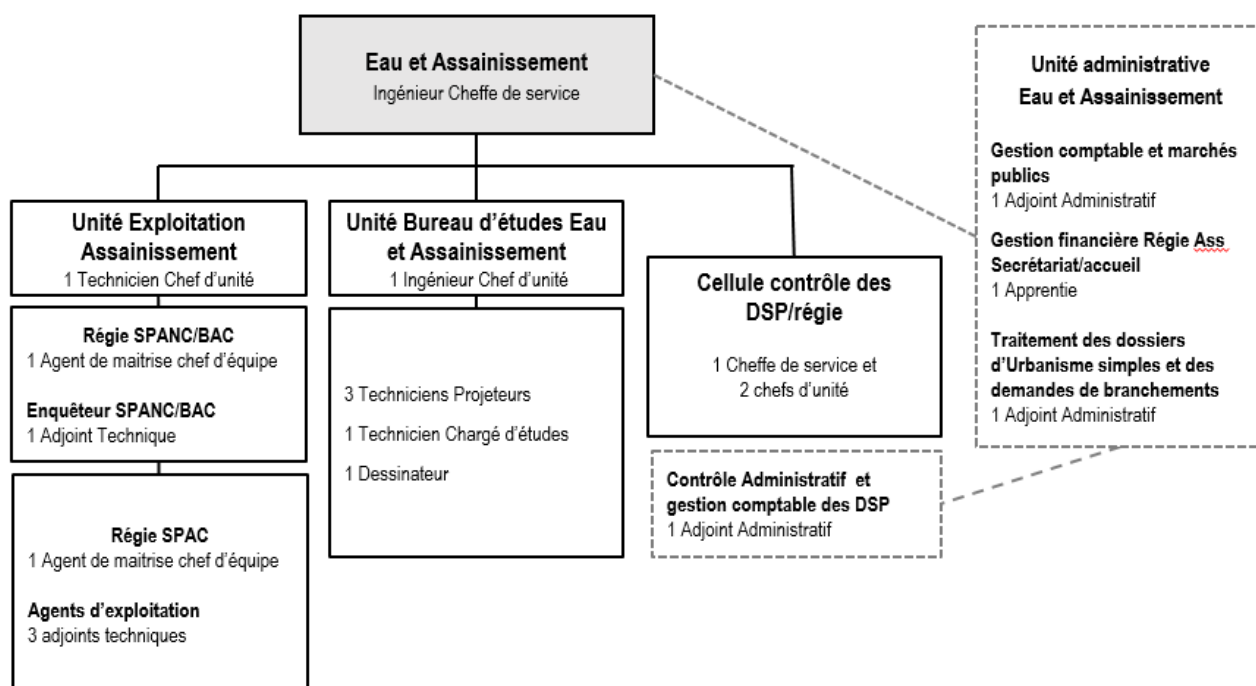 Eau et Assainissement
Ingénieur Cheffe de service
Unité administrative
Eau et Assainissement
Gestion comptable et marchés
publics
1 Adjoint Administratif
Gestion financière Régie Ass
Secrétariat/accueil
1 Apprentie
Traitement des dossiers
d’Urbanisme simples et des
demandes de branchements
1 Adjoint Administratif
Unité Exploitation
Assainissement
1 Technicien Chef d’unité
Régie SPANC/BAC
1 Agent de maitrise chef d’équipe
Enquêteur SPANC/BAC
1 Adjoint Technique
Régie SPAC
1 Agent de maitrise chef d’équipe
Agents d’exploitation
3 adjoints techniques
Unité Bureau d’études Eau
et Assainissement
1 Ingénieur Chef d’unité
3 Techniciens Projeteurs
1 Technicien Chargé d’études
1 Dessinateur
Cellule contrôle des
DSP/régie
1 Cheffe de service et
2 chefs d’unité
Contrôle Administratif et
gestion comptable des DSP
1 Adjoint Administratif